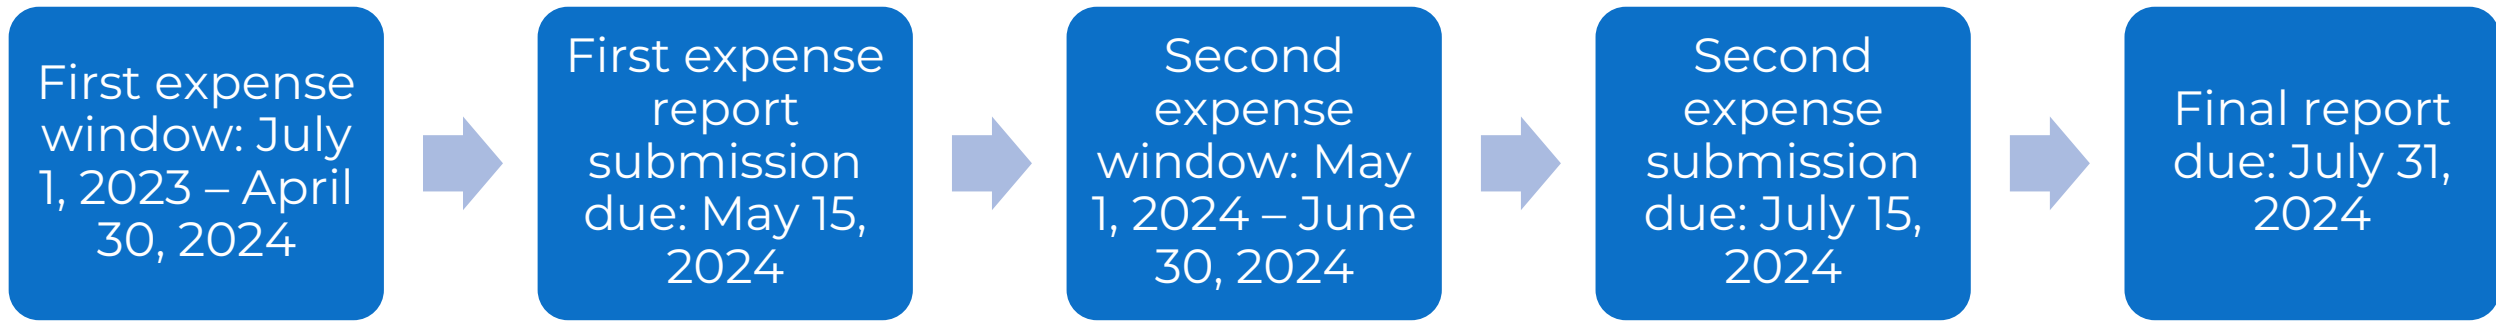 First expense
window: July
1, 2023 – April
30, 2024
First expense
report
submission
due: May 15,
2024
Second
expense
window: May
1, 2024 – June
30, 2024
Second
expense
submission
due: July 15,
2024
Final report
due: July 31,
2024